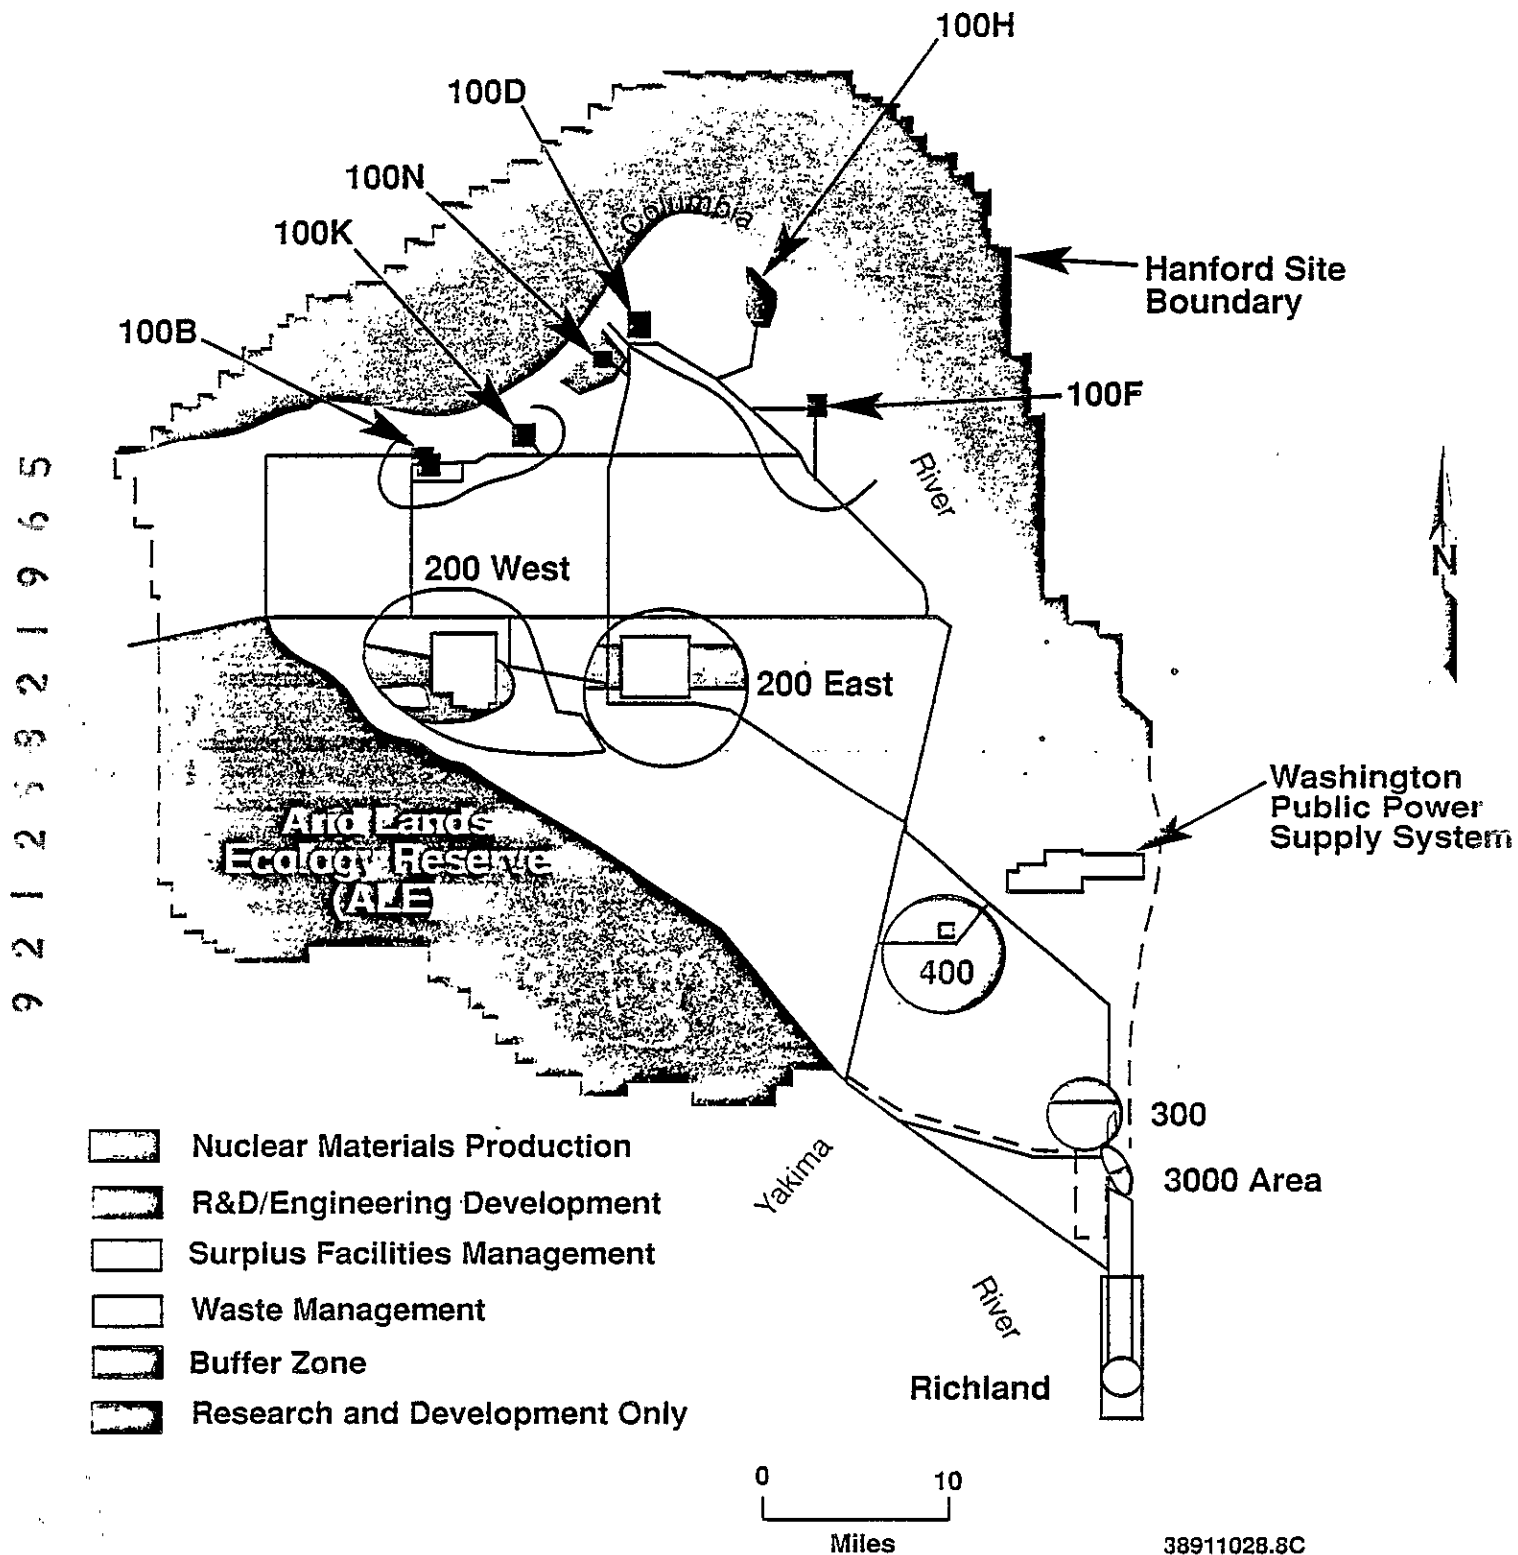 100H
100D
100N
100K
100B
Columbia
Hanford Site
Boundary
100F
River
N
200 West
200 East
Washington
Public Power
Supply System
Arid Lands
Ecology Reserve
(ALE)
400
300
3000 Area
Yakima
River
Richland
Nuclear Materials Production
R&D/Engineering Development
Surplus Facilities Management
Waste Management
Buffer Zone
Research and Development Only
0 10
Miles
38911028.8C